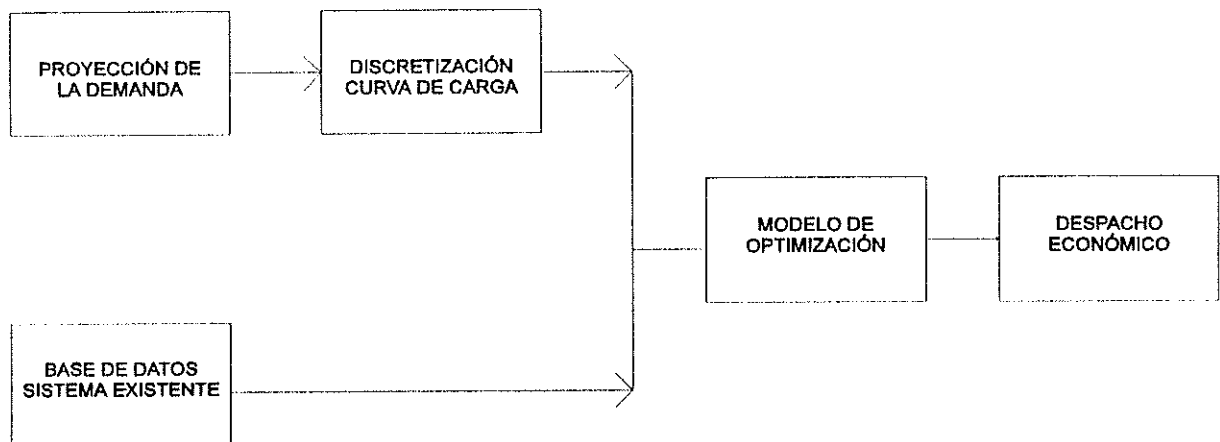 PROYECCIÓN DE
LA DEMANDA
DISCRETIZACIÓN
CURVA DE CARGA
MODELO DE
OPTIMIZACIÓN
DESPACHO
ECONÓMICO
BASE DE DATOS
SISTEMA EXISTENTE